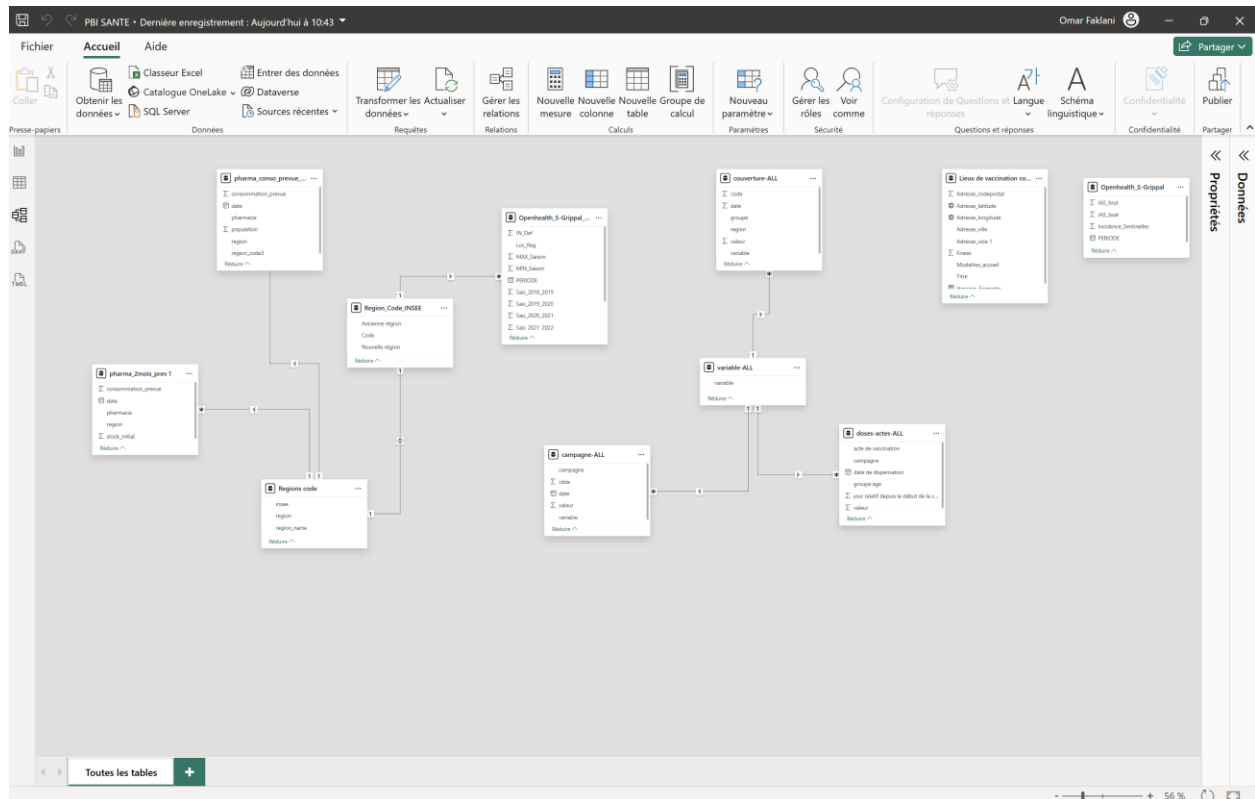 PBI SANTE • Dernière enregistrement : Aujourd'hui à 10:43
Omar Faklani
Fichier
Accueil
Aide
Partager
Coller
Obtenir les données
Classeur Excel
Catalogue OneLake
SQL Server
Entrer des données
Dataverse
Sources récentes
Transformer les données
Actualiser
Gérer les relations
Nouvelle mesure
Nouvelle colonne
Nouvelle table
Groupe de calcul
Nouveau paramètre
Gérer les rôles
Voir comme
Configuration de Questions et réponses
Langue
Schéma linguistique
Confidentialité
Publier
Presse-papiers
Données
Requêtes
Relations
Calculs
Paramètres
Sécurité
Questions et réponses
Confidentialité
Partager
pharma_conso_prevue_...
consommation_prevue
date
pharmacie
population
region
region_code3
Réduire
Openhealth_S-Grippal_...
IN_Def
Loc_Reg
MAX_Saison
MIN_Saison
PERIODE
Sais_2018_2019
Sais_2019_2020
Sais_2020_2021
Sais 2021-2022
Réduire
couverture-ALL
code
date
groupe
region
valeur
variable
Réduire
Lieux de vaccination co...
Adresse_codepostal
Adresse_latitude
Adresse_longitude
Adresse_ville
Adresse_voie 1
Finess
Modalites_accueil
Titre
Réduire
Openhealth_S-Grippal
IAS_brut
IAS_lissé
Incidence_Sentinelles
PERIODE
Réduire
Region_Code_INSEE
Ancienne région
Code
Nouvelle région
Réduire
pharma_2mois_prev 1
consommation_prevue
date
pharmacie
region
stock_initial
Réduire
Regions code
insee
region
region_name
Réduire
variable-ALL
variable
Réduire
campagne-ALL
campagne
cible
date
valeur
variable
Réduire
doses-actes-ALL
acte de vaccination
campagne
date de dispensation
groupe age
jour relatif depuis le début de la c...
valeur
Réduire
Propriétés
Données
Toutes les tables
56 %